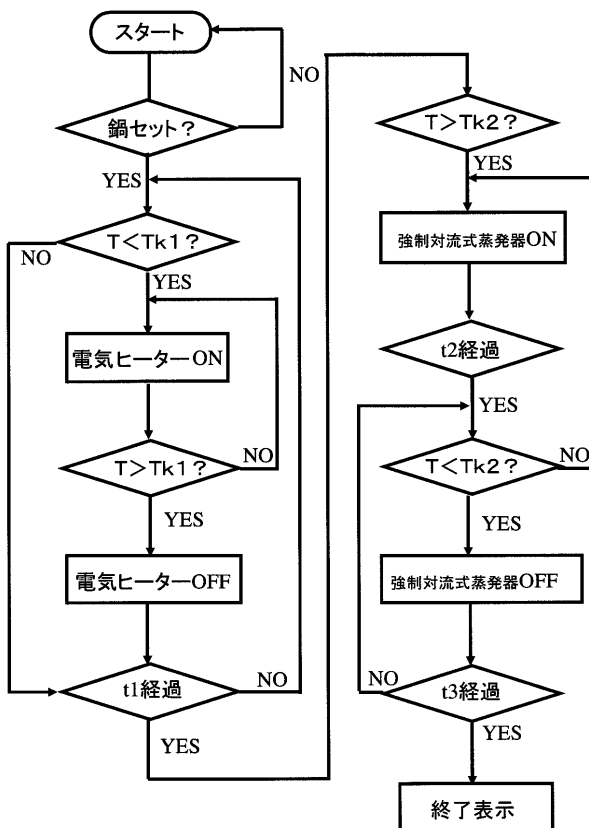 スタート
NO
鍋セット？
YES
T＜Tk1？
NO
YES
電気ヒーターON
T＞Tk1？
NO
YES
電気ヒーターOFF
t1経過
NO
YES
T＞Tk2？
YES
強制対流式蒸発器ON
t2経過
YES
T＜Tk2？
NO
YES
強制対流式蒸発器OFF
t3経過
NO
YES
終了表示